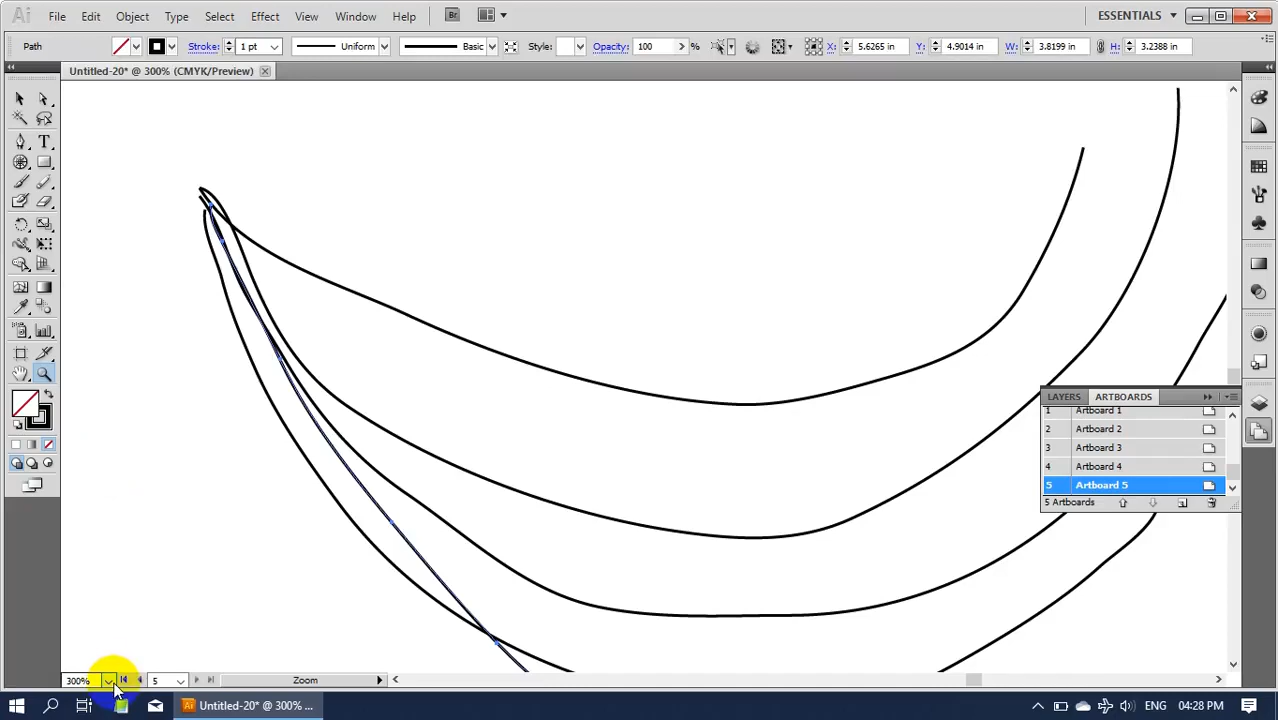 Ai File Edit Object Type Select Effect View Window Help Br ESSENTIALS
Path Stroke: 1 pt Uniform Basic Style: Opacity: 100 % X: 5.6265 in Y: 4.9014 in W: 3.8199 in H: 3.2388 in
Untitled-20* @ 300% (CMYK/Preview)
T
LAYERS ARTBOARDS
1 Artboard 1
2 Artboard 2
3 Artboard 3
4 Artboard 4
5 Artboard 5
5 Artboards
300% 5 Zoom
Ai Untitled-20* @ 300% ... ENG 04:28 PM